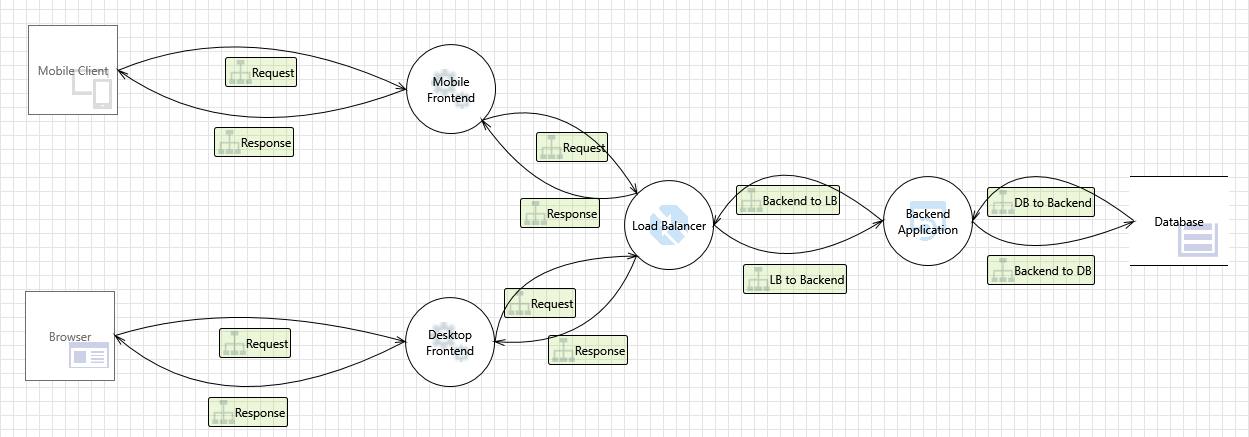 Mobile Client
Request
Response
Mobile
Frontend
Request
Response
Load Balancer
Backend to LB
LB to Backend
Backend
Application
DB to Backend
Backend to DB
Database
Browser
Request
Response
Desktop
Frontend
Request
Response